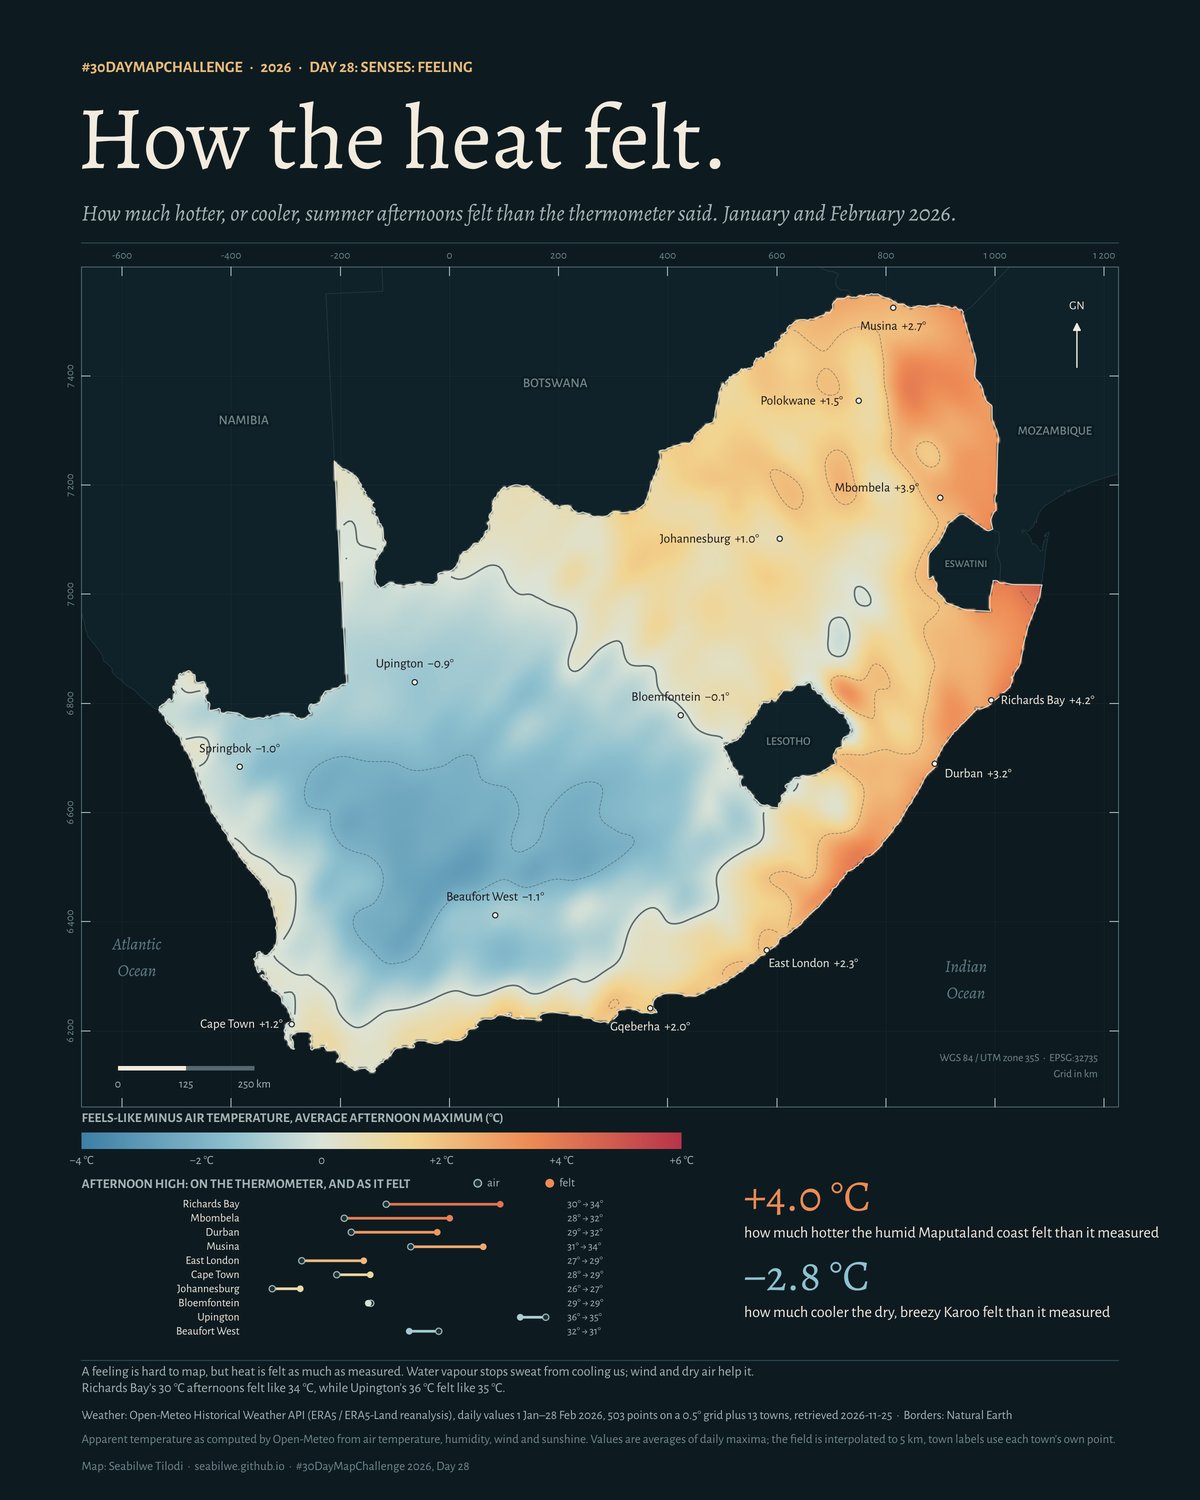 #30DAYMAPCHALLENGE · 2026 · DAY 28: SENSES: FEELING
How the heat felt.
How much hotter, or cooler, summer afternoons felt than the thermometer said. January and February 2026.
-600 -400 -200 0 200 400 600 800 1 000 1 200
GN
Musina +2.7°
7 400
BOTSWANA
Polokwane +1.5°
NAMIBIA
MOZAMBIQUE
7 200
Mbombela +3.9°
Johannesburg +1.0°
ESWATINI
7 000
Upington −0.9°
Bloemfontein −0.1°
6 800
Richards Bay +4.2°
LESOTHO
Springbok −1.0°
Durban +3.2°
6 600
Beaufort West −1.1°
6 400
Atlantic
Ocean
East London +2.3°
Indian
Ocean
Cape Town +1.2°
Gqeberha +2.0°
6 200
WGS 84 / UTM zone 35S · EPSG:32735
Grid in km
0 125 250 km
FEELS-LIKE MINUS AIR TEMPERATURE, AVERAGE AFTERNOON MAXIMUM (°C)
−4 °C −2 °C 0 +2 °C +4 °C +6 °C
AFTERNOON HIGH: ON THE THERMOMETER, AND AS IT FELT air felt
Richards Bay 30° → 34°
Mbombela 28° → 32°
Durban 29° → 32°
Musina 31° → 34°
East London 27° → 29°
Cape Town 28° → 29°
Johannesburg 26° → 27°
Bloemfontein 29° → 29°
Upington 36° → 35°
Beaufort West 32° → 31°
+4.0 °C
how much hotter the humid Maputaland coast felt than it measured
−2.8 °C
how much cooler the dry, breezy Karoo felt than it measured
A feeling is hard to map, but heat is felt as much as measured. Water vapour stops sweat from cooling us; wind and dry air help it.
Richards Bay's 30 °C afternoons felt like 34 °C, while Upington's 36 °C felt like 35 °C.
Weather: Open-Meteo Historical Weather API (ERA5 / ERA5-Land reanalysis), daily values 1 Jan–28 Feb 2026, 503 points on a 0.5° grid plus 13 towns, retrieved 2026-11-25 · Borders: Natural Earth
Apparent temperature as computed by Open-Meteo from air temperature, humidity, wind and sunshine. Values are averages of daily maxima; the field is interpolated to 5 km, town labels use each town's own point.
Map: Seabilwe Tilodi · seabilwe.github.io · #30DayMapChallenge 2026, Day 28